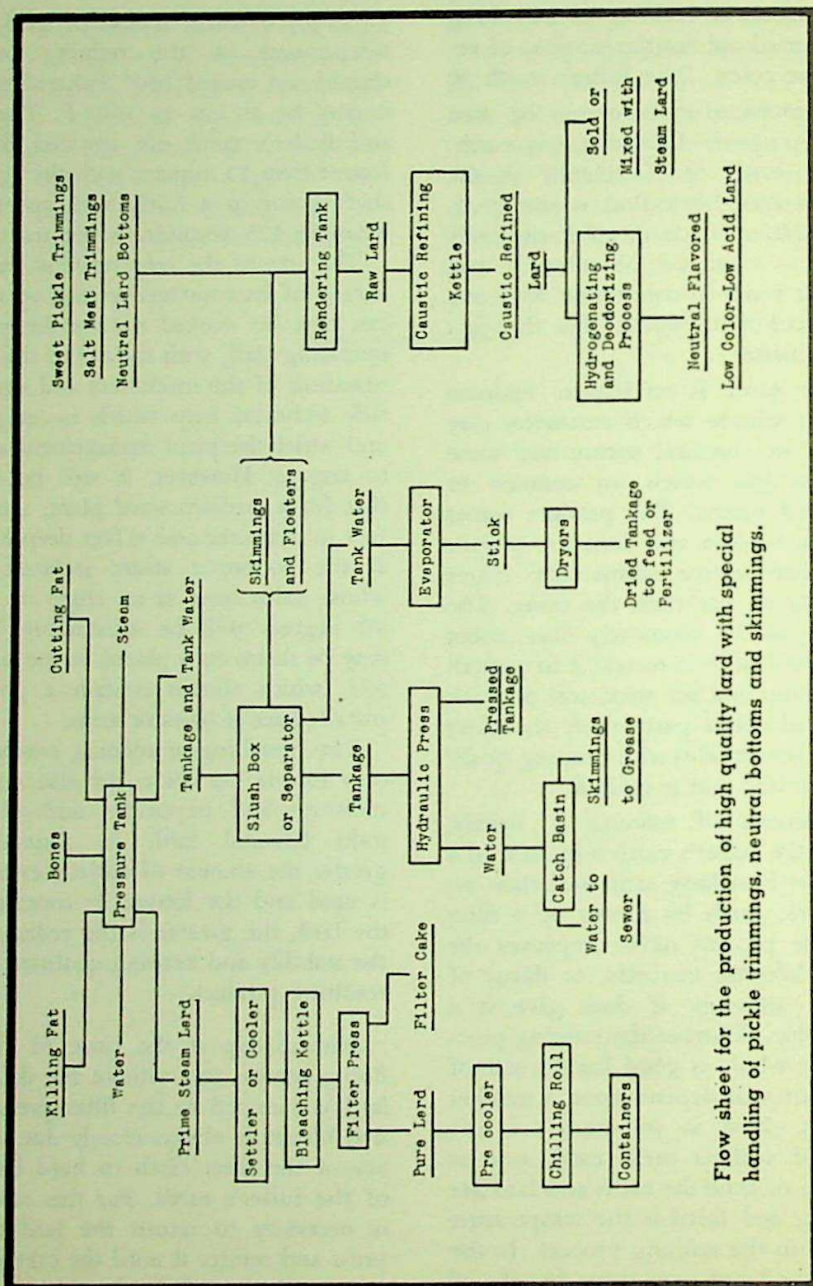 Killing Fat
Bones
Cutting Fat
Water
Pressure Tank
Steam
Prime Steam Lard
Tankage and Tank Water
Settler or Cooler
Bleaching Kettle
Filter Press
Pure Lard
Filter Cake
Pre cooler
Chilling Roll
Containers
Slush Box
or Separator
Skimmings
and Floaters
Tankage
Tank Water
Hydraulic Press
Water
Pressed
Tankage
Catch Basin
Water to
Sewer
Skimmings
to Grease
Evaporator
Stick
Dryers
Dried Tankage
to feed or
Fertilizer
Sweet Pickle Trimmings
Salt Meat Trimmings
Neutral Lard Bottoms
Rendering Tank
Raw Lard
Caustic Refining
Kettle
Caustic Refined
Lard
Hydrogenating
and Deodorizing
Process
Sold or
Mixed with
Steam Lard
Neutral Flavored
Low Color-Low Acid Lard
Flow sheet for the production of high quality lard with special
handling of pickle trimmings, neutral bottoms and skimmings.